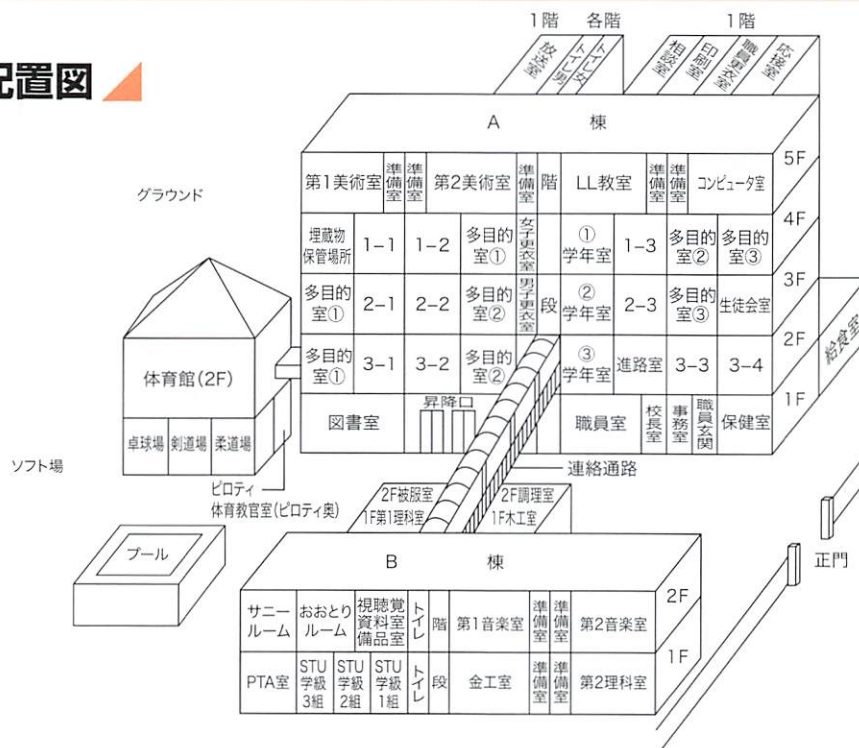 配置図
1階 各階 1階
放送室
トイレ男
トイレ女
相談室
印刷室
職員更衣室
応接室
A 棟
5F
第1美術室
準備室
準備室
第2美術室
準備室
階
LL教室
準備室
準備室
コンピュータ室
グラウンド
4F
埋蔵物
保管場所
1-1
1-2
多目的
室①
女子更衣室
①
学年室
1-3
多目的
室②
多目的
室③
3F
多目的
室①
2-1
2-2
多目的
室②
男子更衣室
段
②
学年室
2-3
多目的
室③
生徒会室
2F
多目的
室①
3-1
3-2
多目的
室②
③
学年室
進路室
3-3
3-4
給食室
1F
図書室
昇降口
職員室
校長室
事務室
職員玄関
保健室
体育館(2F)
卓球場
剣道場
柔道場
ソフト場
ピロティ
体育教官室(ピロティ奥)
連絡通路
2F被服室
1F第1理科室
2F調理室
1F木工室
プール
正門
B 棟
2F
サニー
ルーム
おおとり
ルーム
視聴覚
資料室
備品室
トイレ
階
第1音楽室
準備室
準備室
第2音楽室
1F
PTA室
STU
学級
3組
STU
学級
2組
STU
学級
1組
トイレ
段
金工室
準備室
準備室
第2理科室